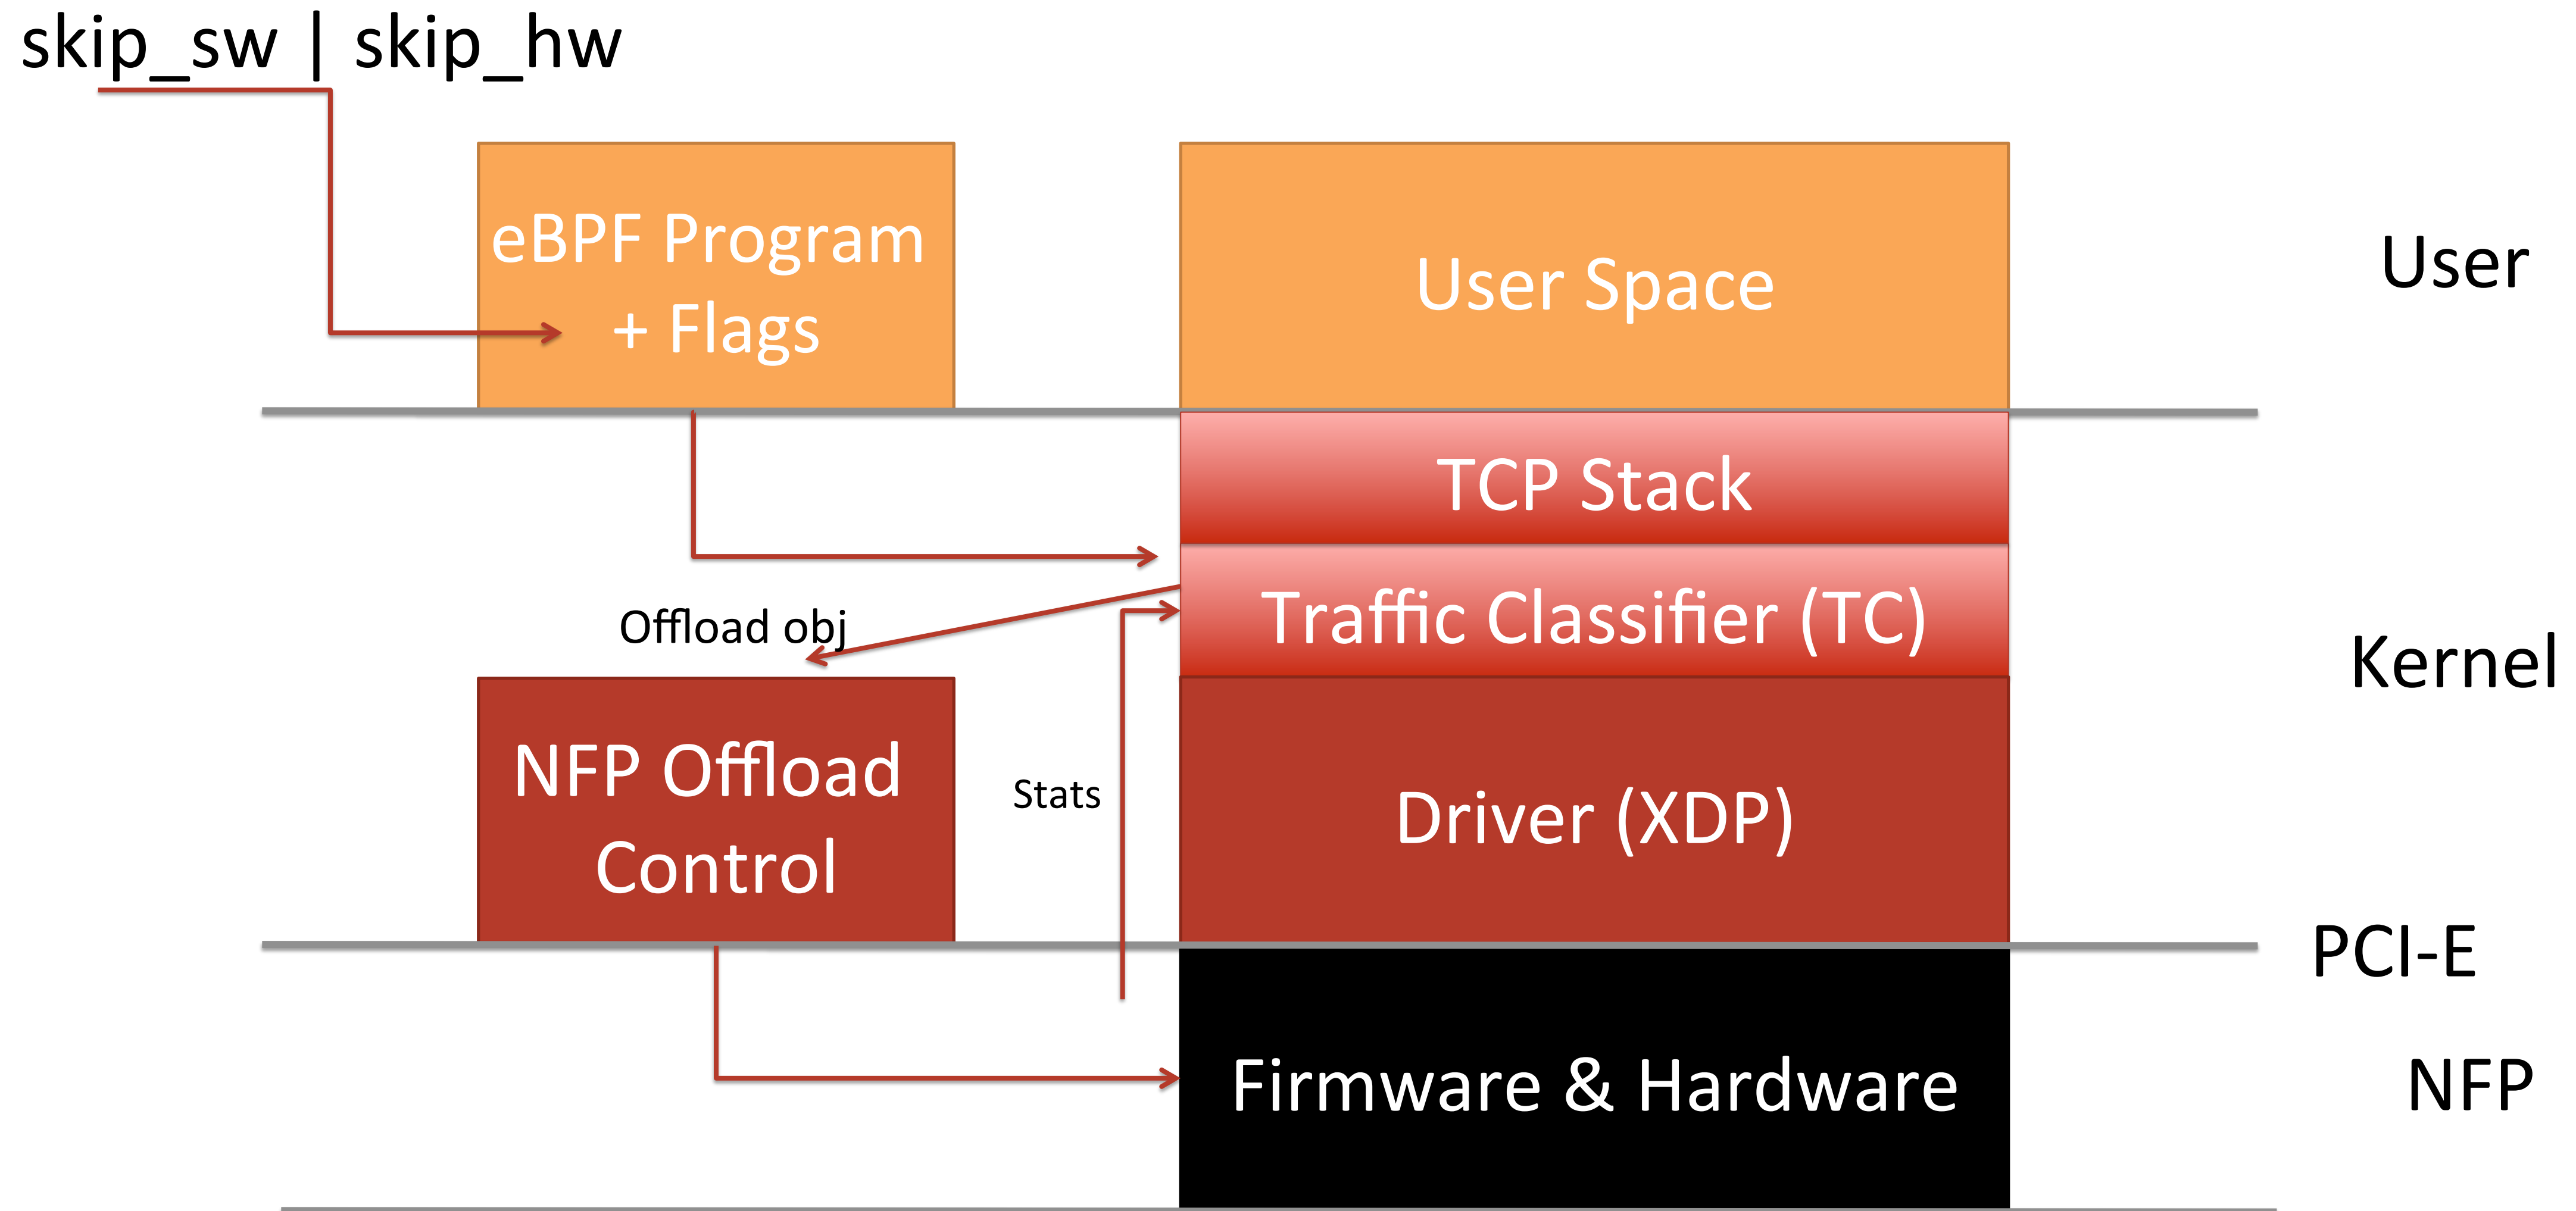 skip_sw | skip_hw
eBPF Program
+ Flags
User Space
User
TCP Stack
Traffic Classifier (TC)
Offload obj
Kernel
NFP Offload
Control
Stats
Driver (XDP)
PCI-E
Firmware & Hardware
NFP